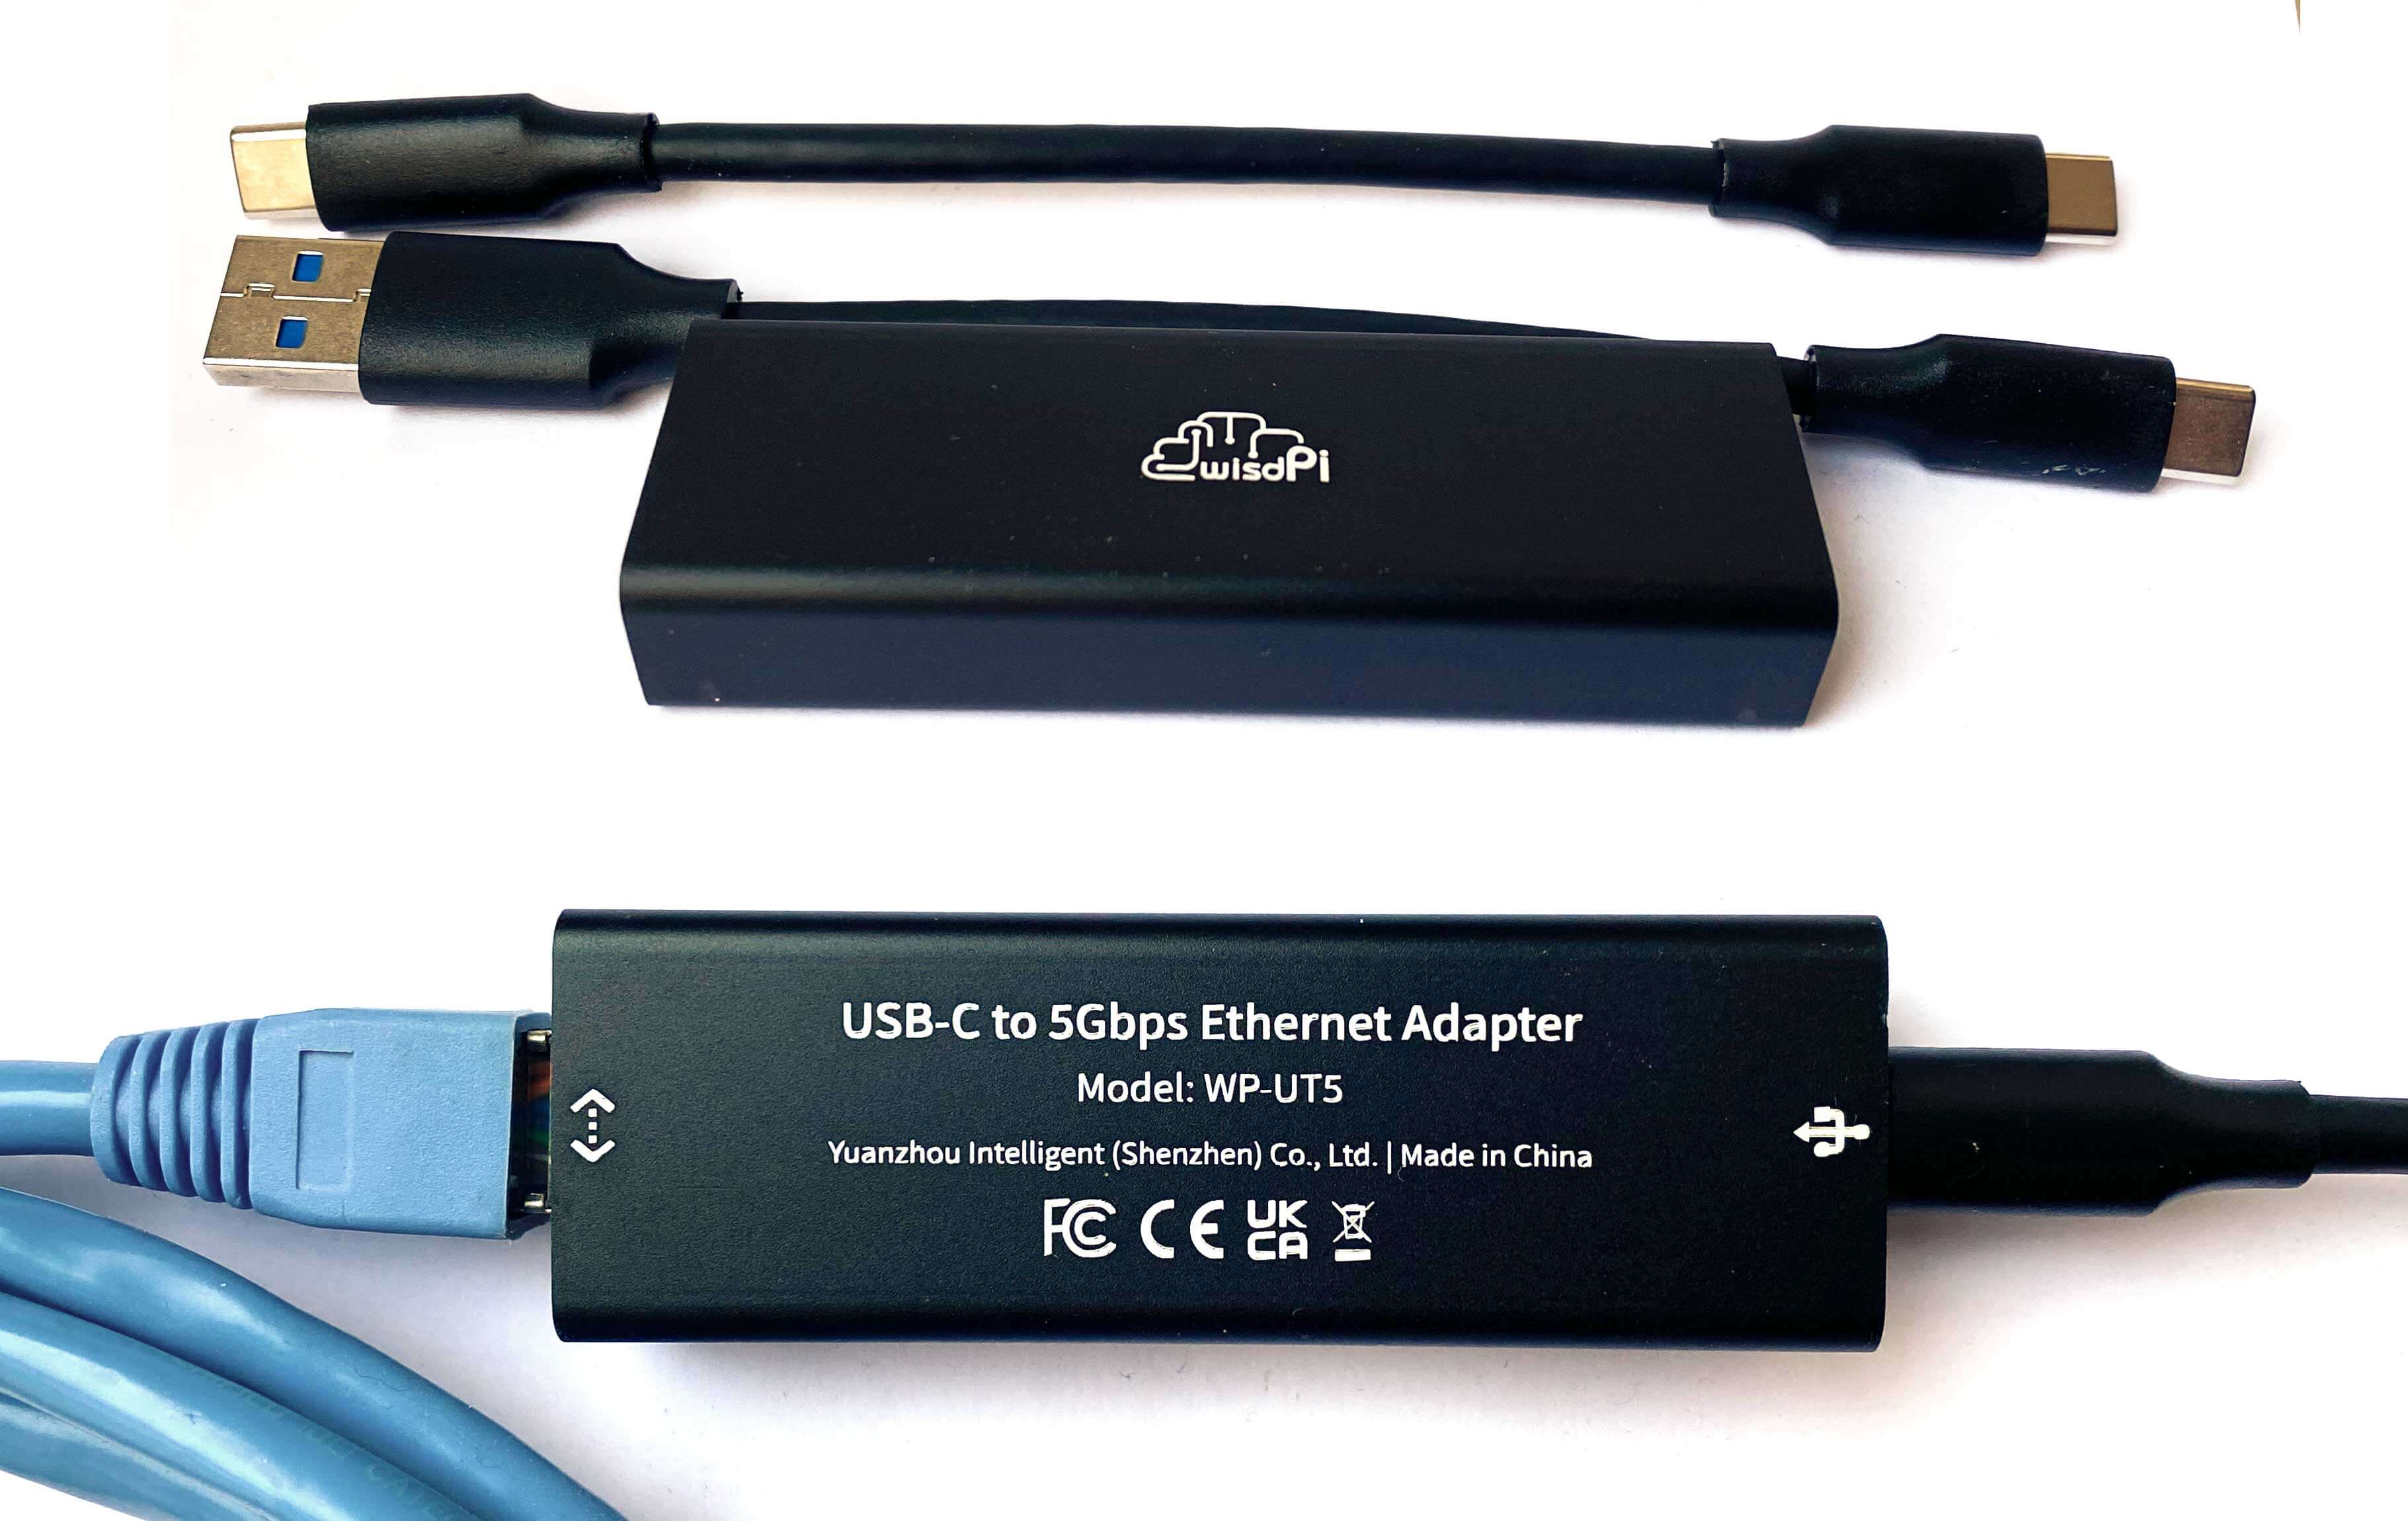 wisdPi
USB-C to 5Gbps Ethernet Adapter
Model: WP-UT5
Yuanzhou Intelligent (Shenzhen) Co., Ltd. | Made in China
FC CE UK CA